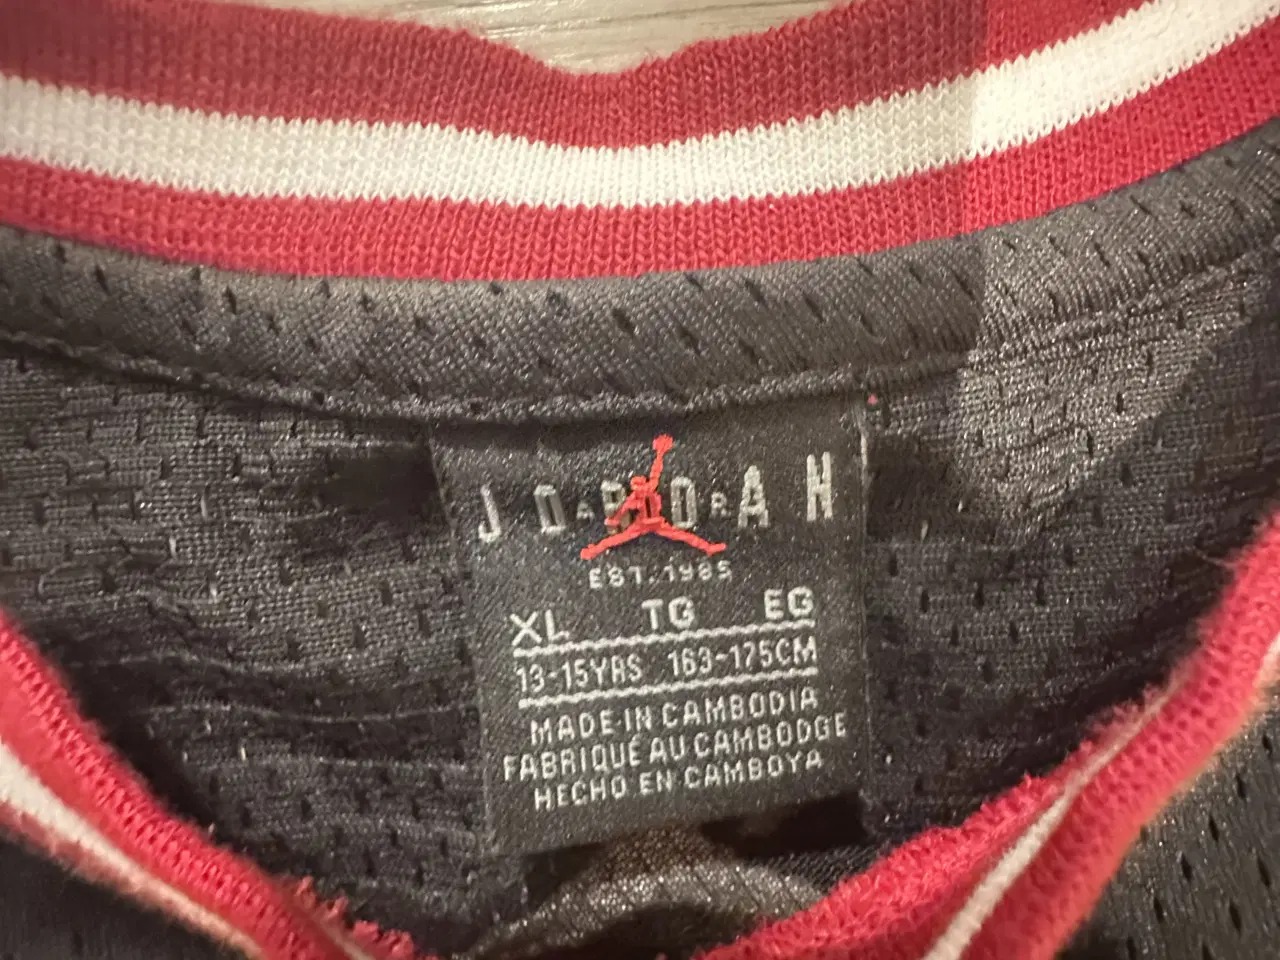 JORDAN
EST. 1985
XL TG EG
13-15YRS 163-175CM
MADE IN CAMBODIA
FABRIQUÉ AU CAMBODGE
HECHO EN CAMBOYA